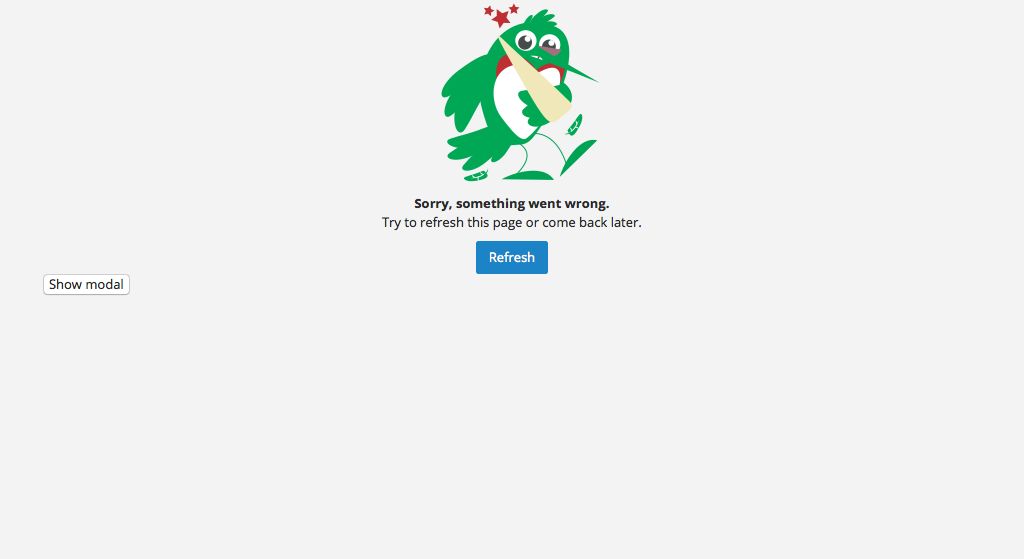 Sorry, something went wrong.
Try to refresh this page or come back later.
Refresh
Show modal